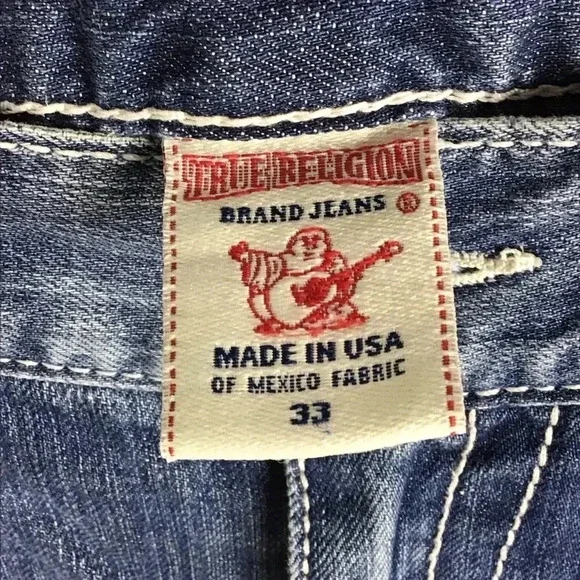 TRUE RELIGION
BRAND JEANS ®
MADE IN USA
OF MEXICO FABRIC
33